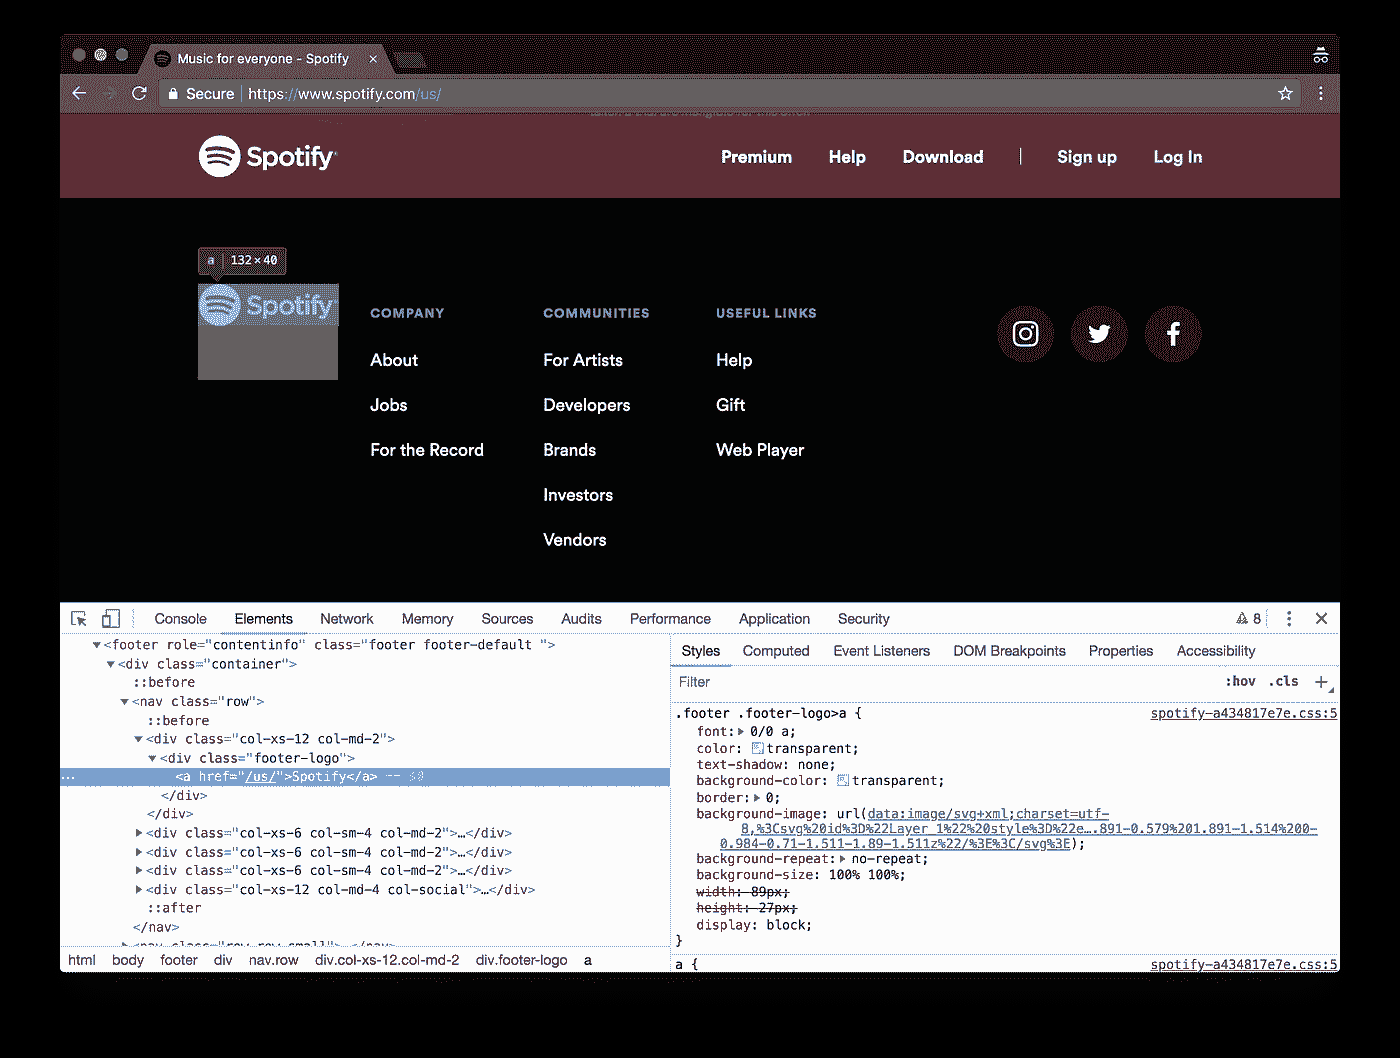 Music for everyone - Spotify
Secure https://www.spotify.com/us/
Spotify
Premium Help Download | Sign up Log In
a 132×40
Spotify
COMPANY COMMUNITIES USEFUL LINKS
About For Artists Help
Jobs Developers Gift
For the Record Brands Web Player
Investors
Vendors
Console Elements Network Memory Sources Audits Performance Application Security 8
▼<footer role="contentinfo" class="footer footer-default ">
▼<div class="container">
::before
▼<nav class="row">
::before
▼<div class="col-xs-12 col-md-2">
▼<div class="footer-logo">
… <a href="/us/">Spotify</a> == $0
</div>
</div>
▶<div class="col-xs-6 col-sm-4 col-md-2">…</div>
▶<div class="col-xs-6 col-sm-4 col-md-2">…</div>
▶<div class="col-xs-6 col-sm-4 col-md-2">…</div>
▶<div class="col-xs-12 col-md-4 col-social">…</div>
::after
</nav>
▶<nav class="row row-small">…</nav>
html body footer div nav.row div.col-xs-12.col-md-2 div.footer-logo a
Styles Computed Event Listeners DOM Breakpoints Properties Accessibility
Filter :hov .cls +
.footer .footer-logo>a { spotify-a434817e7e.css:5
font:▶ 0/0 a;
color: transparent;
text-shadow: none;
background-color: transparent;
border:▶ 0;
background-image: url(data:image/svg+xml;charset=utf-
8,%3Csvg%20id%3D%22Layer_1%22%20style%3D%22e….891-0.579%201.891-1.514%200-
0.984-0.71-1.511-1.89-1.511z%22/%3E%3C/svg%3E);
background-repeat:▶ no-repeat;
background-size: 100% 100%;
width: 89px;
height: 27px;
display: block;
}
a { spotify-a434817e7e.css:5